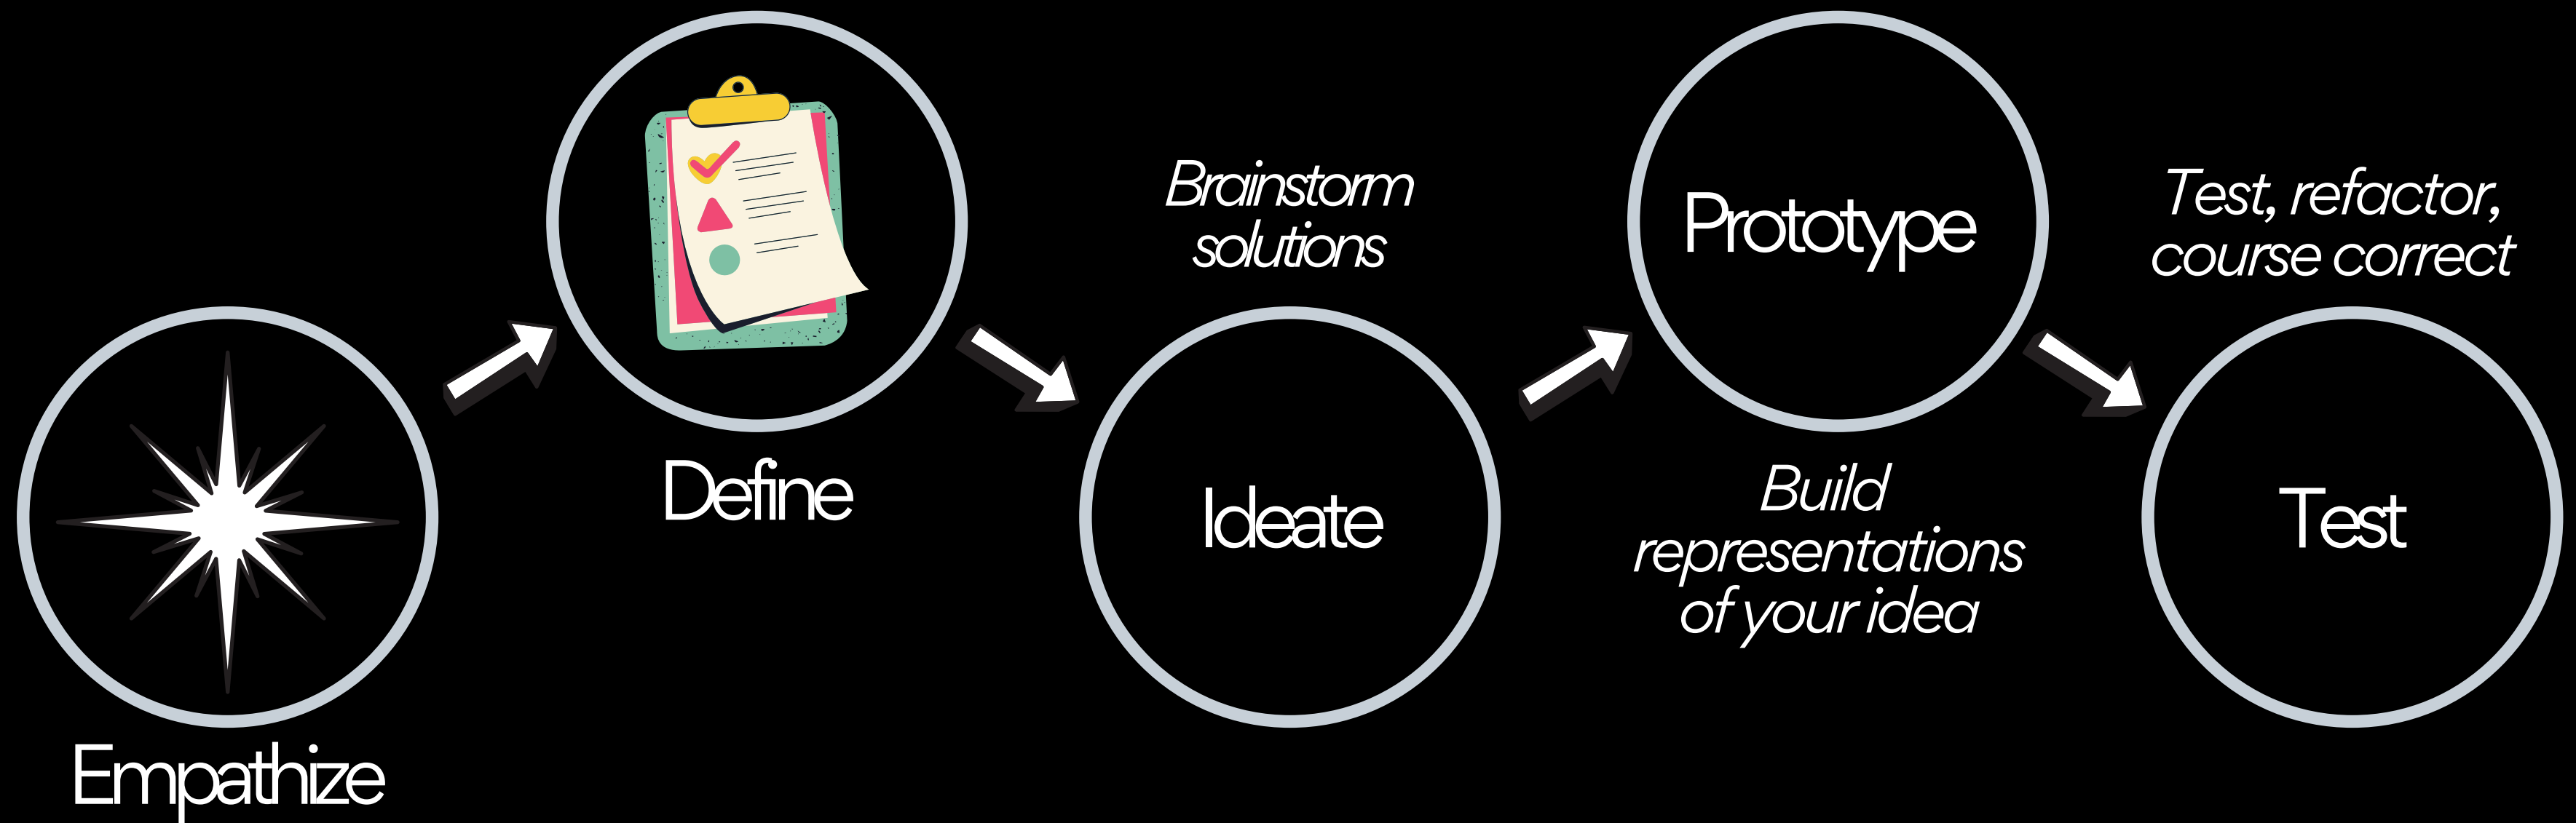 Empathize
Define
Brainstorm
solutions
Ideate
Prototype
Build
representations
of your idea
Test, refactor,
course correct
Test